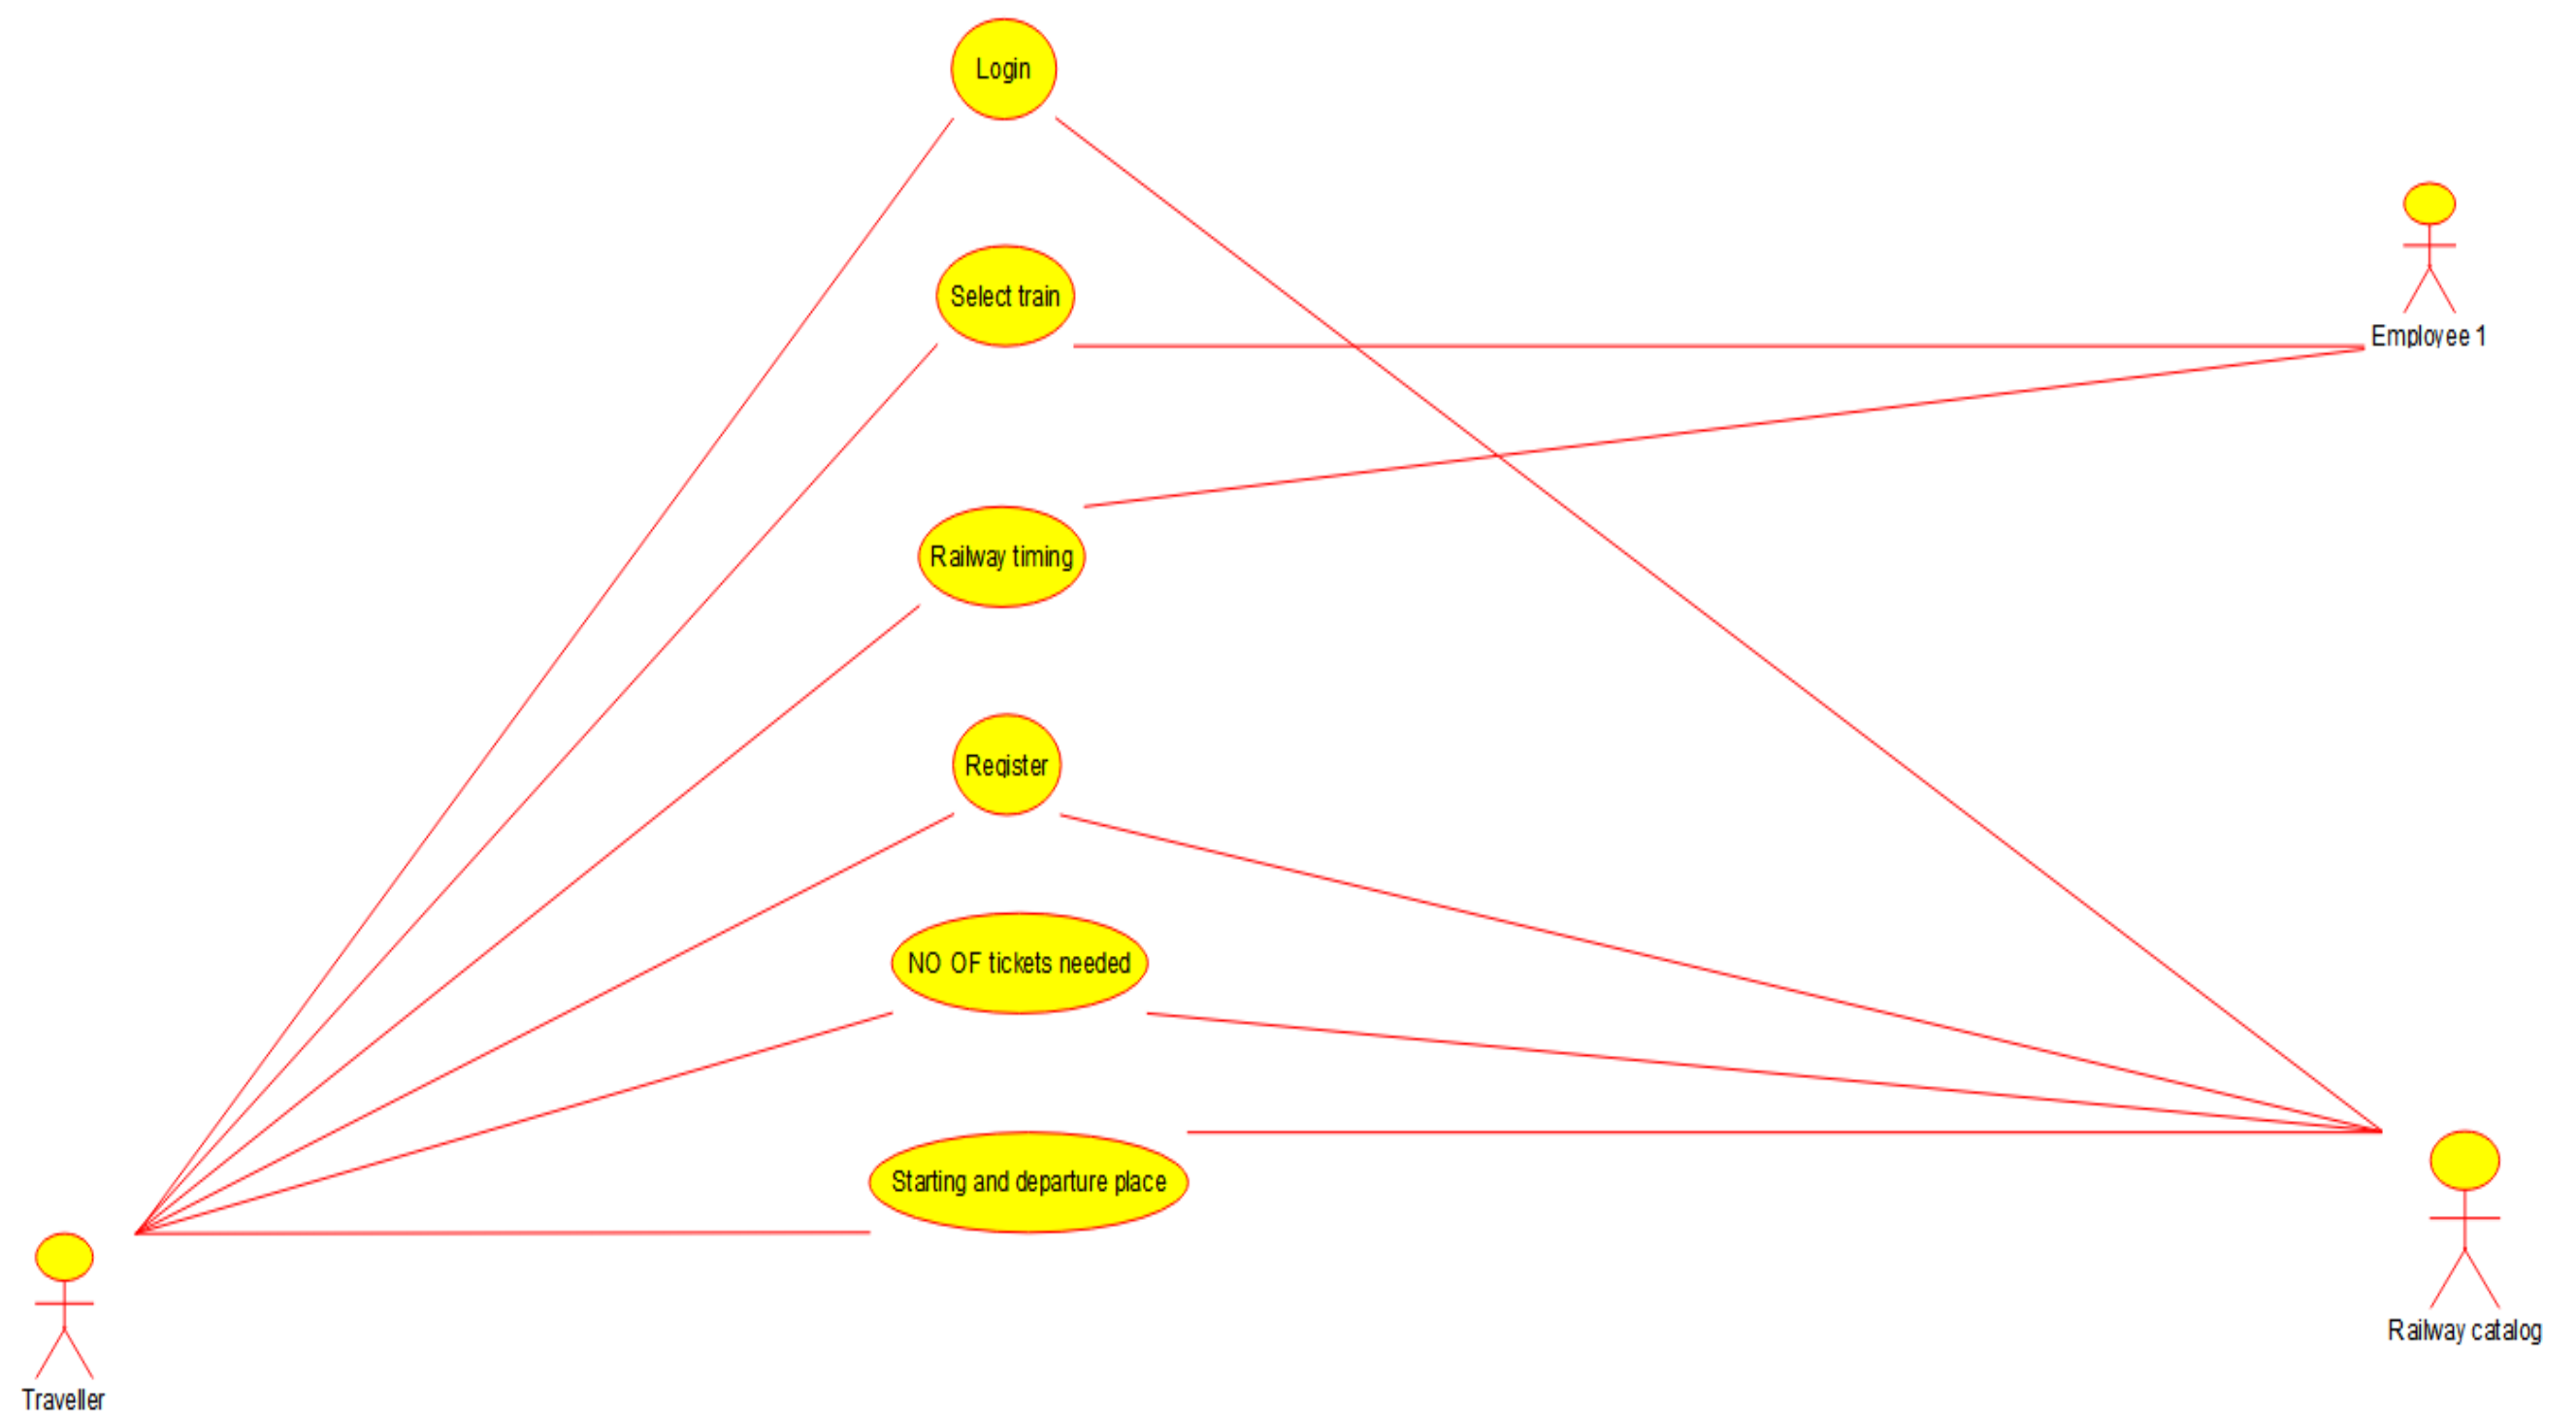 Login
Select train
Employee 1
Railway timing
Register
NO OF tickets needed
Starting and departure place
Railway catalog
Traveller